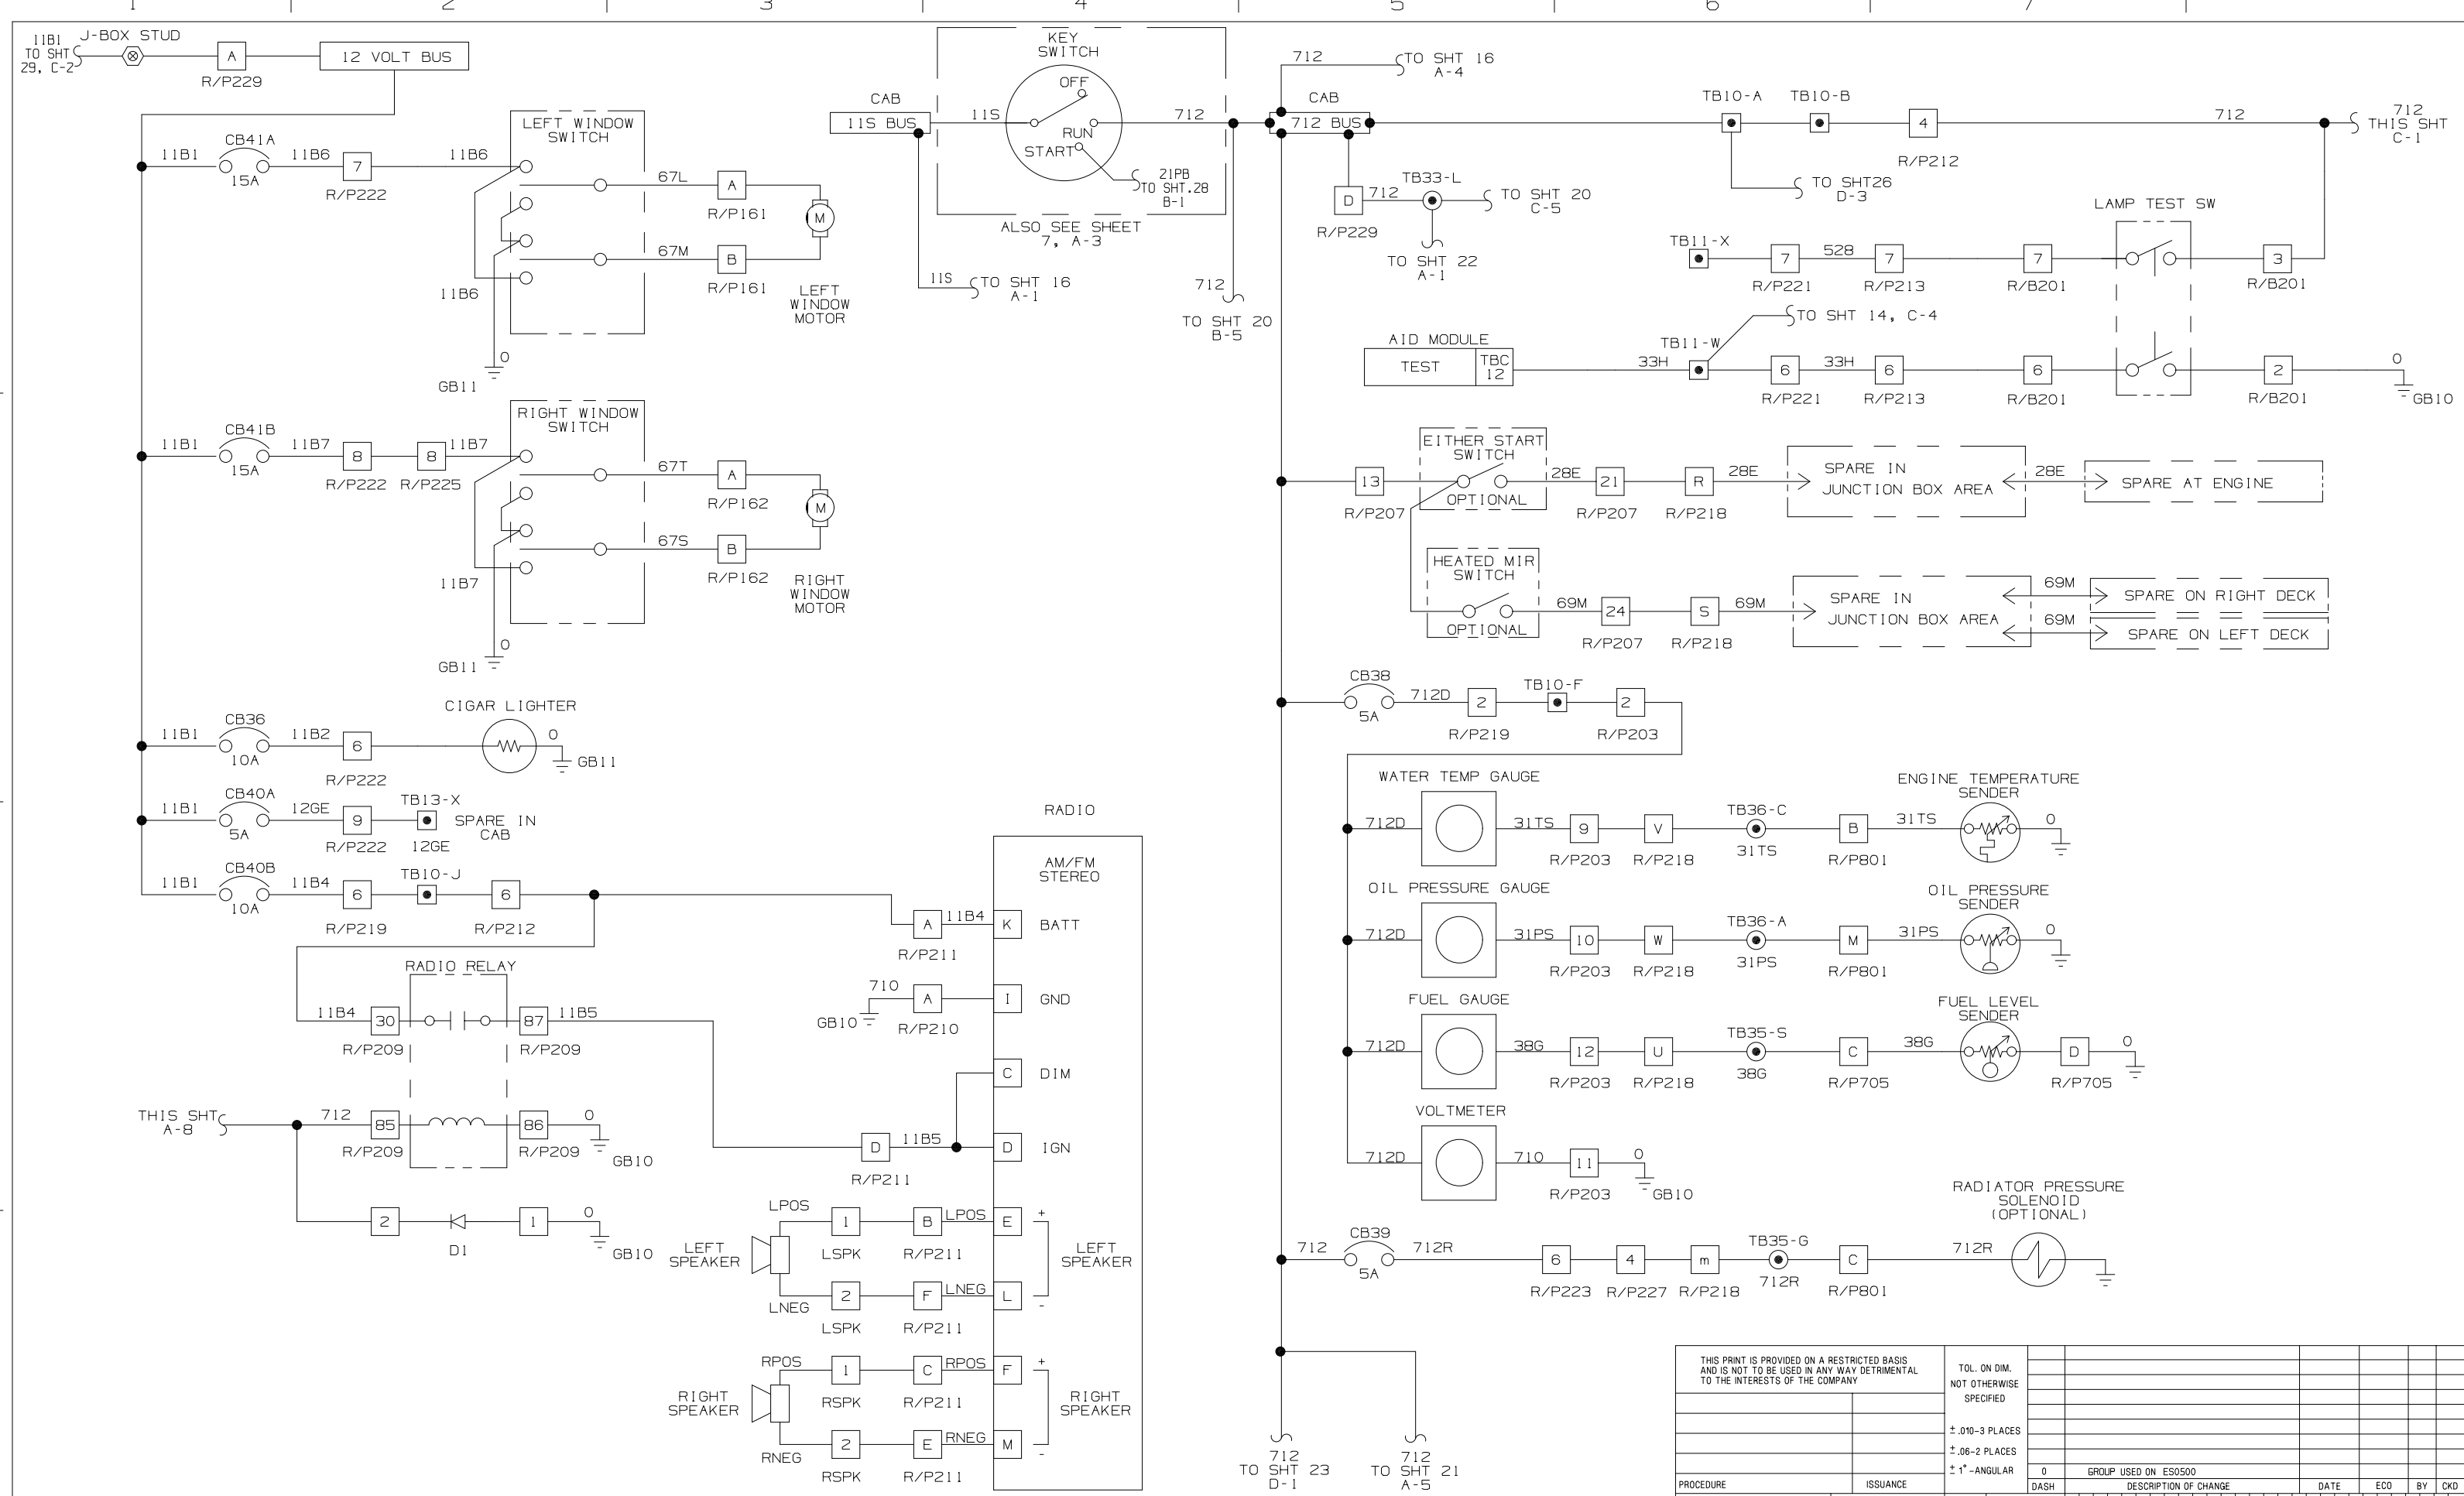 1 2 3 4 5 6 7
11B1
TO SHT
29, C-2
J-BOX STUD
A
R/P229
12 VOLT BUS
11B1
CB41A
15A
11B6
7
R/P222
11B6
LEFT WINDOW
SWITCH
67L
A
R/P161
M
67M
B
R/P161
LEFT
WINDOW
MOTOR
11B6
0
GB11
11B1
CB41B
15A
11B7
8
R/P222
8
R/P225
11B7
RIGHT WINDOW
SWITCH
67T
A
R/P162
M
67S
B
R/P162
RIGHT
WINDOW
MOTOR
11B7
0
GB11
11B1
CB36
10A
11B2
6
R/P222
CIGAR LIGHTER
0
GB11
11B1
CB40A
5A
12GE
9
R/P222
TB13-X
12GE
SPARE IN
CAB
11B1
CB40B
10A
11B4
6
R/P219
TB10-J
6
R/P212
RADIO RELAY
11B4
30
R/P209
87
R/P209
11B5
THIS SHT
A-8
712
85
R/P209
86
R/P209
0
GB10
2
D1
1
0
GB10
RADIO
AM/FM
STEREO
A
R/P211
11B4
K
BATT
710
GB10
A
R/P210
I
GND
C
DIM
D
R/P211
11B5
D
IGN
LEFT
SPEAKER
LPOS
1
LSPK
B
R/P211
LPOS
E
+
LNEG
2
LSPK
F
R/P211
LNEG
L
-
LEFT
SPEAKER
RIGHT
SPEAKER
RPOS
1
RSPK
C
R/P211
RPOS
F
+
RNEG
2
RSPK
E
R/P211
RNEG
M
-
RIGHT
SPEAKER
CAB
11S BUS
11S
KEY
SWITCH
OFF
RUN
START
21PB
TO SHT.28
B-1
ALSO SEE SHEET
7, A-3
11S
TO SHT 16
A-1
712
712
TO SHT 20
B-5
CAB
712 BUS
712
TO SHT 16
A-4
D
R/P229
712
TB33-L
TO SHT 20
C-5
TO SHT 22
A-1
TB10-A
TB10-B
4
R/P212
TO SHT26
D-3
712
712
THIS SHT
C-1
LAMP TEST SW
TB11-X
7
R/P221
528
7
R/P213
7
R/B201
3
R/B201
AID MODULE
TEST
TBC
12
33H
TB11-W
TO SHT 14, C-4
6
R/P221
33H
6
R/P213
6
R/B201
2
R/B201
0
GB10
13
R/P207
EITHER START
SWITCH
OPTIONAL
28E
21
R/P207
R
R/P218
28E
SPARE IN
JUNCTION BOX AREA
28E
SPARE AT ENGINE
HEATED MIR
SWITCH
OPTIONAL
69M
24
R/P207
S
R/P218
69M
SPARE IN
JUNCTION BOX AREA
69M
SPARE ON RIGHT DECK
69M
SPARE ON LEFT DECK
CB38
5A
712D
2
R/P219
TB10-F
2
R/P203
WATER TEMP GAUGE
712D
31TS
9
R/P203
V
R/P218
TB36-C
31TS
B
R/P801
31TS
ENGINE TEMPERATURE
SENDER
0
OIL PRESSURE GAUGE
712D
31PS
10
R/P203
W
R/P218
TB36-A
31PS
M
R/P801
31PS
OIL PRESSURE
SENDER
0
FUEL GAUGE
712D
38G
12
R/P203
U
R/P218
TB35-S
38G
C
R/P705
38G
FUEL LEVEL
SENDER
D
R/P705
0
VOLTMETER
712D
710
11
R/P203
0
GB10
712
CB39
5A
712R
6
R/P223
4
R/P227
m
R/P218
TB35-G
712R
C
R/P801
712R
RADIATOR PRESSURE
SOLENOID
(OPTIONAL)
712
TO SHT 23
D-1
712
TO SHT 21
A-5
THIS PRINT IS PROVIDED ON A RESTRICTED BASIS
AND IS NOT TO BE USED IN ANY WAY DETRIMENTAL
TO THE INTERESTS OF THE COMPANY
PROCEDURE
ISSUANCE
TOL. ON DIM.
NOT OTHERWISE
SPECIFIED
± .010-3 PLACES
± .06-2 PLACES
± 1°-ANGULAR
0 GROUP USED ON ES0500
DASH DESCRIPTION OF CHANGE DATE ECO BY CKD